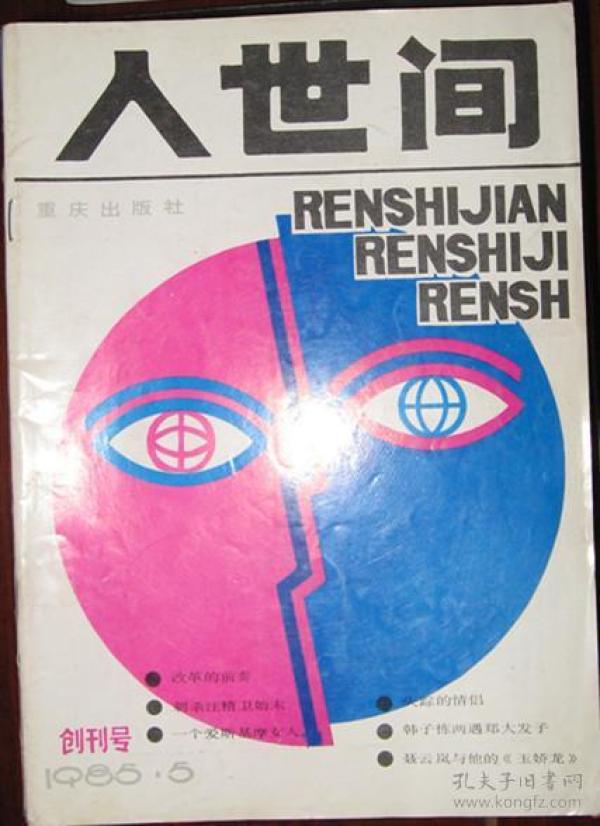 人世间
重庆出版社
RENSHIJIAN
RENSHIJI
RENSH
改革的前奏
刺杀汪精卫始末
一个爱斯基摩女人
失踪的情侣
韩子栋两遇郑大发子
聂云岚与他的《玉娇龙》
创刊号
1985·5
孔夫子旧书网
www.kongfz.com